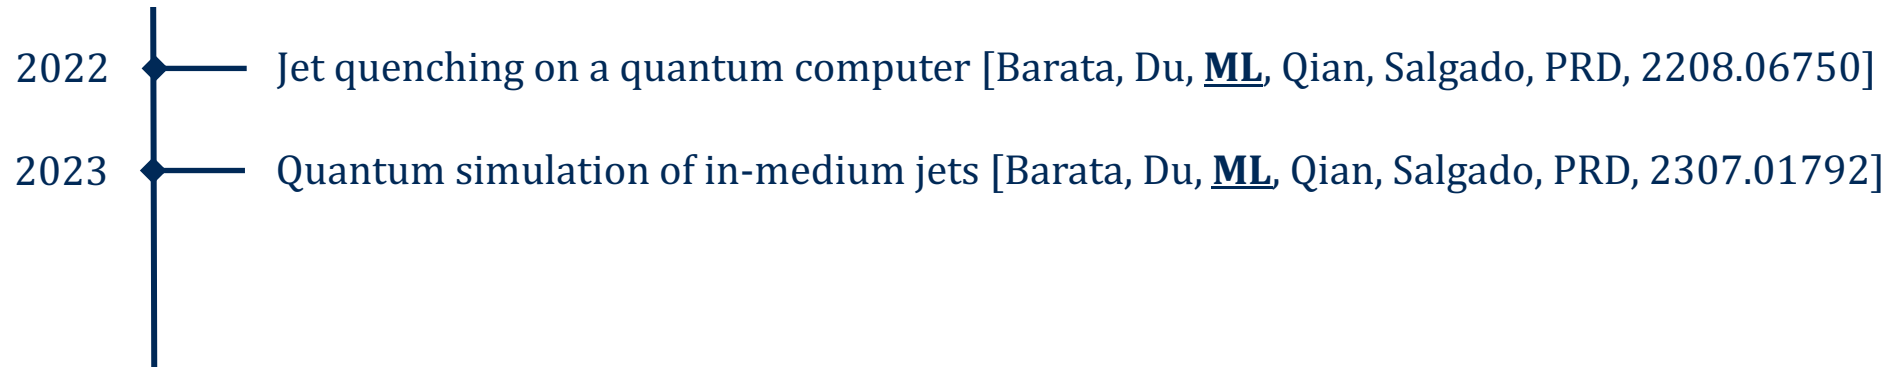 2022 Jet quenching on a quantum computer [Barata, Du, ML, Qian, Salgado, PRD, 2208.06750]
2023 Quantum simulation of in-medium jets [Barata, Du, ML, Qian, Salgado, PRD, 2307.01792]